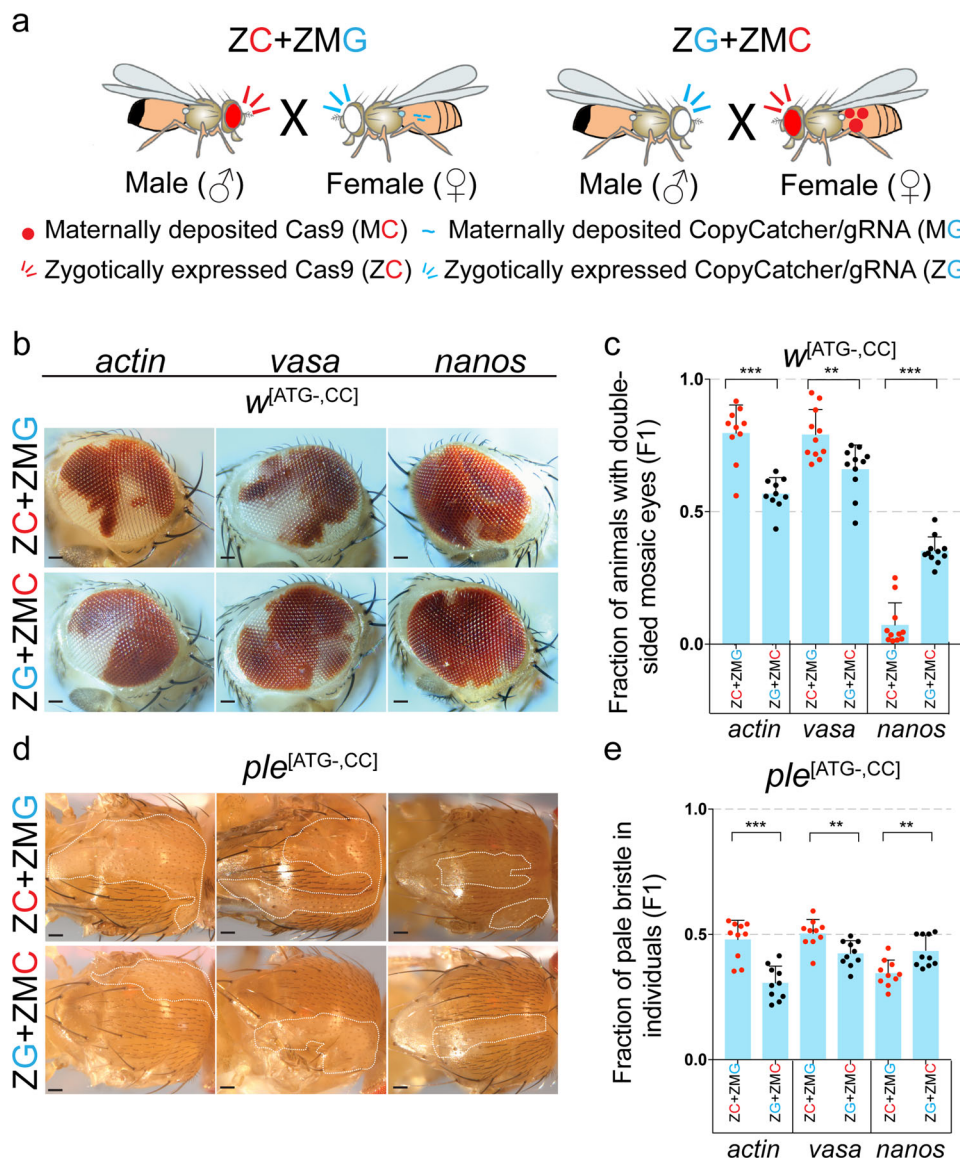 a
ZC+ZMG
ZG+ZMC
X
X
Male (♂)
Female (♀)
Male (♂)
Female (♀)
Maternally deposited Cas9 (MC)
Maternally deposited CopyCatcher/gRNA (MG
Zygotically expressed Cas9 (ZC)
Zygotically expressed CopyCatcher/gRNA (ZG
b
actin
vasa
nanos
w[ATG-,CC]
ZC+ZMG
ZG+ZMC
c
w[ATG-,CC]
Fraction of animals with double-
sided mosaic eyes (F1)
1.0
0.5
0.0
***
**
***
ZC+ZMG
ZG+ZMC
ZC+ZMG
ZG+ZMC
ZC+ZMG
ZG+ZMC
actin
vasa
nanos
d
ple[ATG-,CC]
ZC+ZMG
ZG+ZMC
e
ple[ATG-,CC]
Fraction of pale bristle in
individuals (F1)
1.0
0.5
0.0
***
**
**
ZC+ZMG
ZG+ZMC
ZC+ZMG
ZG+ZMC
ZC+ZMG
ZG+ZMC
actin
vasa
nanos